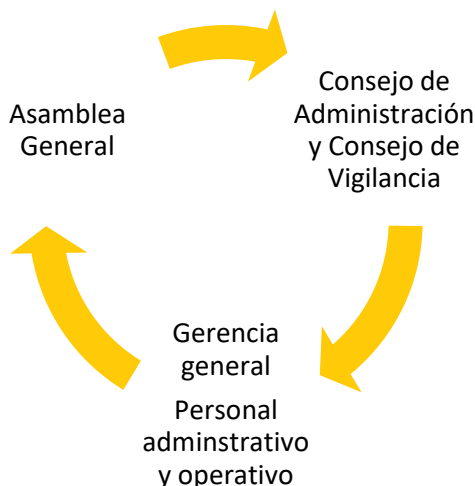 Asamblea
General
Consejo de
Administración
y Consejo de
Vigilancia
Gerencia
general
Personal
adminstrativo
y operativo